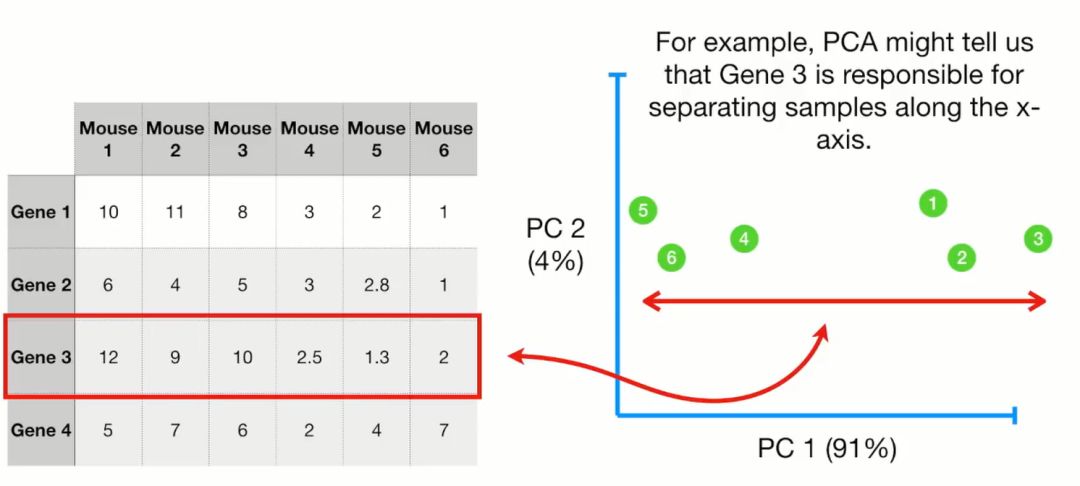 For example, PCA might tell us
that Gene 3 is responsible for
separating samples along the x-
axis.
Mouse 1 Mouse 2 Mouse 3 Mouse 4 Mouse 5 Mouse 6
Gene 1 10 11 8 3 2 1
Gene 2 6 4 5 3 2.8 1
Gene 3 12 9 10 2.5 1.3 2
Gene 4 5 7 6 2 4 7
PC 2
(4%)
5
6
4
1
2
3
PC 1 (91%)